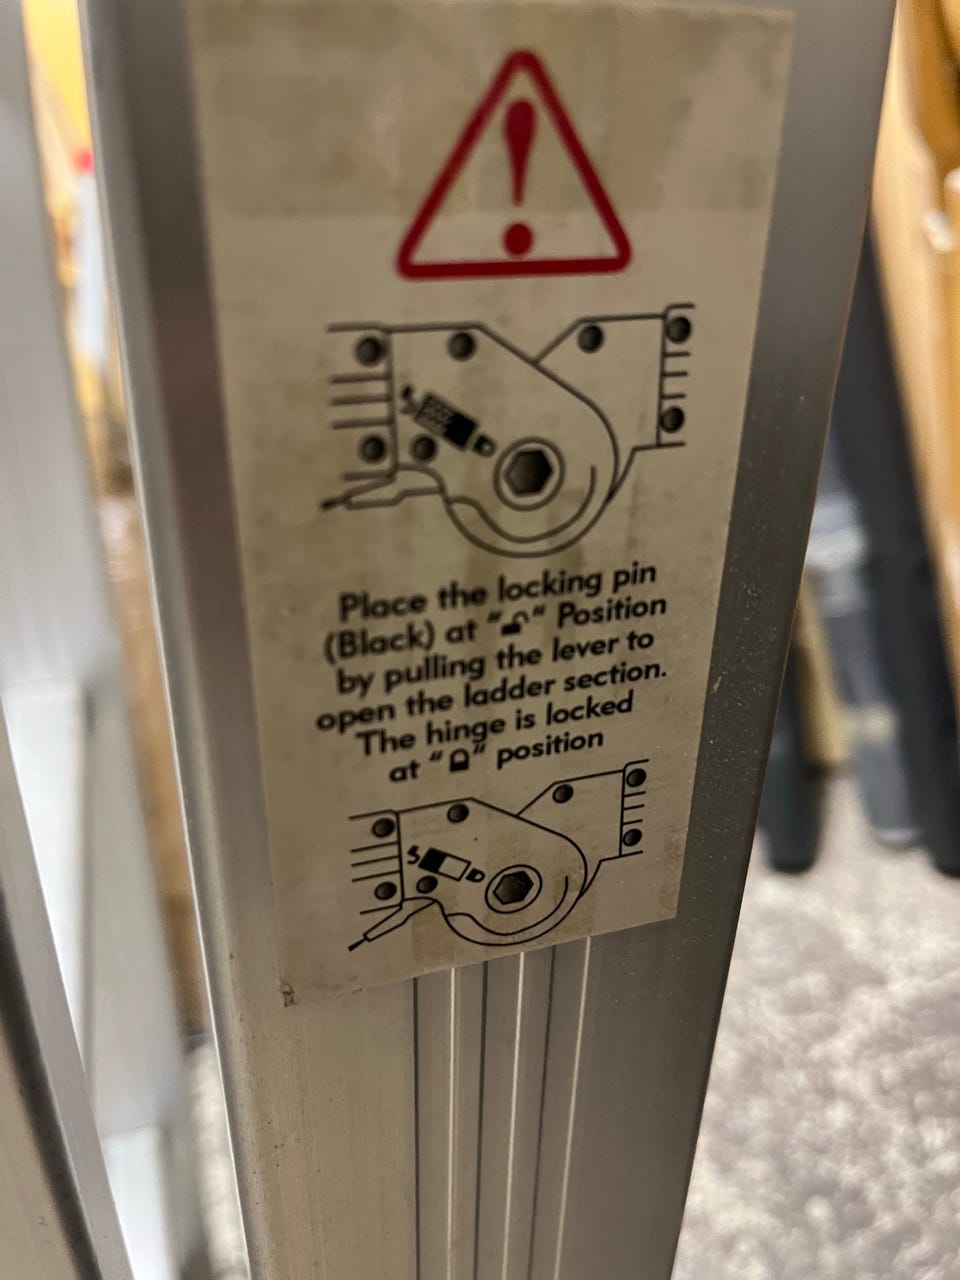 Place the locking pin
(Black) at "🔓" Position
by pulling the lever to
open the ladder section.
The hinge is locked
at "🔒" position